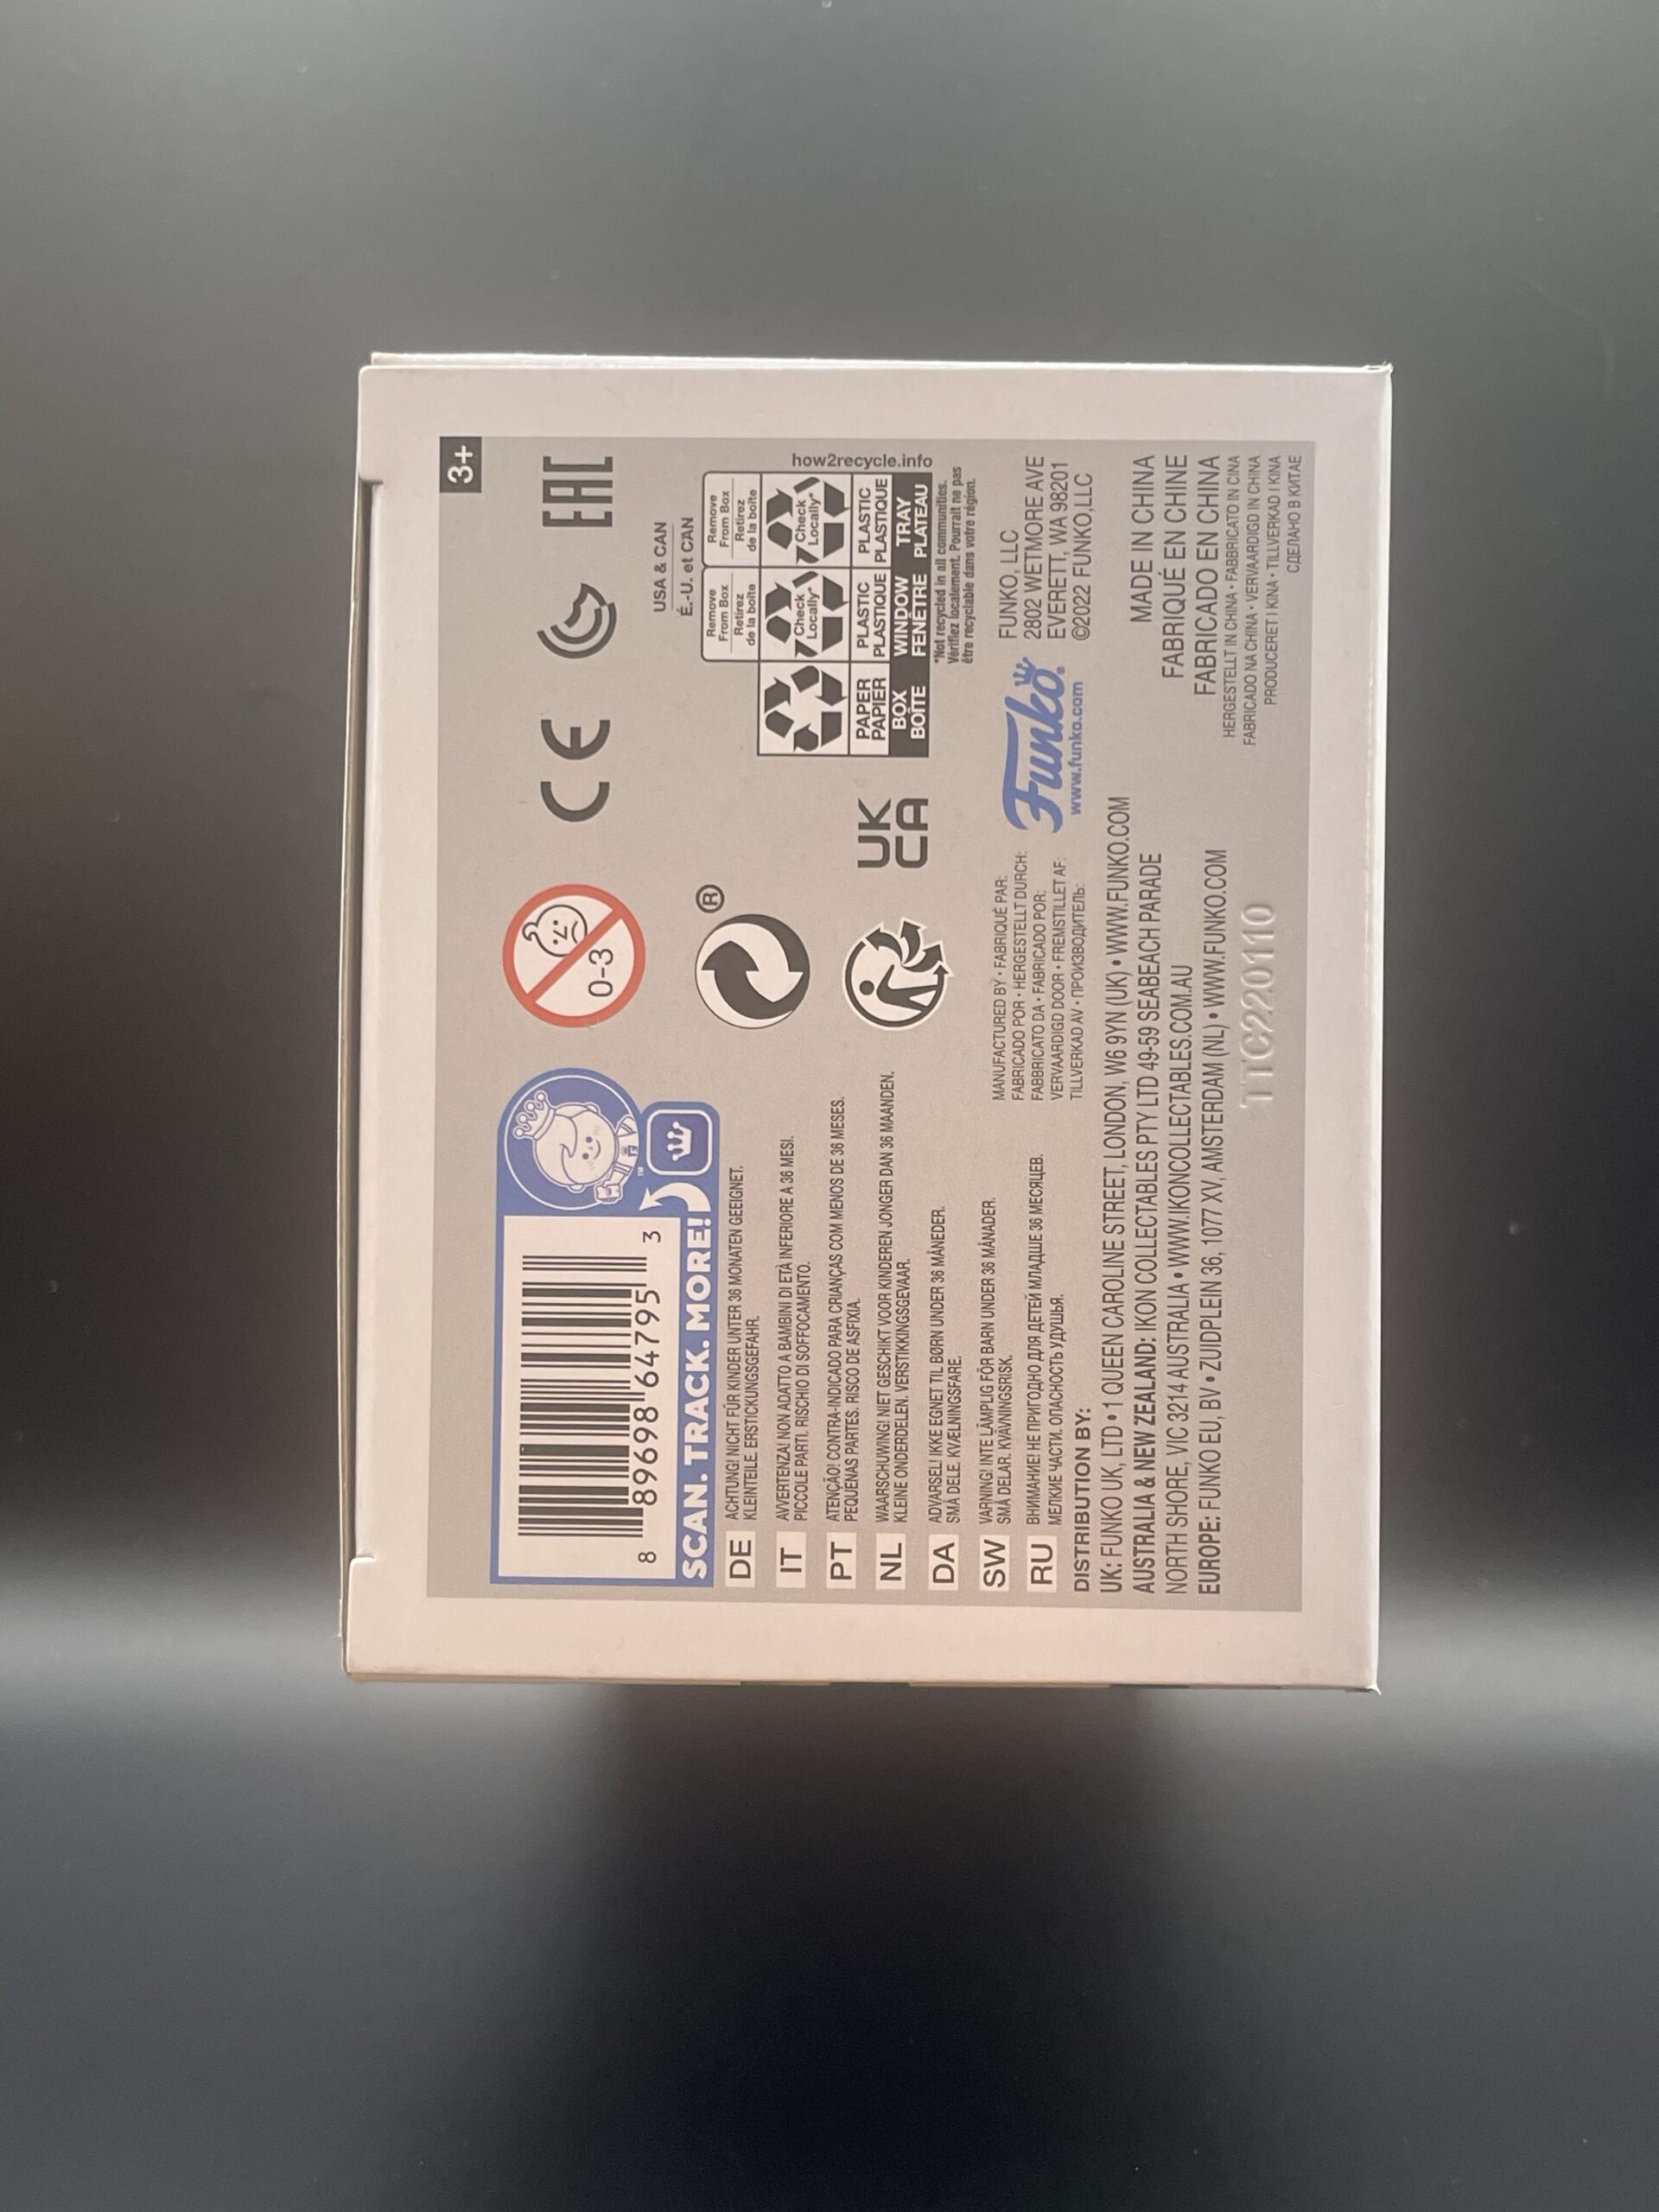 3+
8 89698 64795 3
SCAN. TRACK. MORE!
™
0-3
CE
EAC
®
UK
CA
USA & CAN
É.-U. et CAN
Remove
From Box
Retirez
de la boîte
Remove
From Box
Retirez
de la boîte
Check
Locally*
Check
Locally*
PAPER
PAPIER
PLASTIC
PLASTIQUE
PLASTIC
PLASTIQUE
BOX
BOÎTE
WINDOW
FENÊTRE
TRAY
PLATEAU
how2recycle.info
*Not recycled in all communities.
Vérifiez localement. Pourrait ne pas
être recyclable dans votre région.
DE ACHTUNG! NICHT FÜR KINDER UNTER 36 MONATEN GEEIGNET.
KLEINTEILE. ERSTICKUNGSGEFAHR.
IT AVVERTENZA! NON ADATTO A BAMBINI DI ETÀ INFERIORE A 36 MESI.
PICCOLE PARTI. RISCHIO DI SOFFOCAMENTO.
PT ATENÇÃO! CONTRA-INDICADO PARA CRIANÇAS COM MENOS DE 36 MESES.
PEQUENAS PARTES. RISCO DE ASFIXIA.
NL WAARSCHUWING! NIET GESCHIKT VOOR KINDEREN JONGER DAN 36 MAANDEN.
KLEINE ONDERDELEN. VERSTIKKINGSGEVAAR.
DA ADVARSEL! IKKE EGNET TIL BØRN UNDER 36 MÅNEDER.
SMÅ DELE. KVÆLNINGSFARE.
SW VARNING! INTE LÄMPLIG FÖR BARN UNDER 36 MÅNADER.
SMÅ DELAR. KVÄVNINGSRISK.
RU ВНИМАНИЕ! НЕ ПРИГОДНО ДЛЯ ДЕТЕЙ МЛАДШЕ 36 МЕСЯЦЕВ.
МЕЛКИЕ ЧАСТИ. ОПАСНОСТЬ УДУШЬЯ.
MANUFACTURED BY • FABRIQUÉ PAR:
FABRICADO POR • HERGESTELLT DURCH:
FABBRICATO DA • FABRICADO POR:
VERVAARDIGD DOOR • FREMSTILLET AF:
TILLVERKAD AV • ПРОИЗВОДИТЕЛЬ:
Funko®
www.funko.com
FUNKO, LLC
2802 WETMORE AVE
EVERETT, WA 98201
©2022 FUNKO,LLC
DISTRIBUTION BY:
UK: FUNKO UK, LTD • 1 QUEEN CAROLINE STREET, LONDON, W6 9YN (UK) • WWW.FUNKO.COM
AUSTRALIA & NEW ZEALAND: IKON COLLECTABLES PTY LTD 49-59 SEABEACH PARADE
NORTH SHORE, VIC 3214 AUSTRALIA • WWW.IKONCOLLECTABLES.COM.AU
EUROPE: FUNKO EU, BV • ZUIDPLEIN 36, 1077 XV, AMSTERDAM (NL) • WWW.FUNKO.COM
MADE IN CHINA
FABRIQUÉ EN CHINE
FABRICADO EN CHINA
HERGESTELLT IN CHINA • FABBRICATO IN CINA
FABRICADO NA CHINA • VERVAARDIGD IN CHINA
PRODUCERET I KINA • TILLVERKAD I KINA
СДЕЛАНО В КИТАЕ
TTC220110